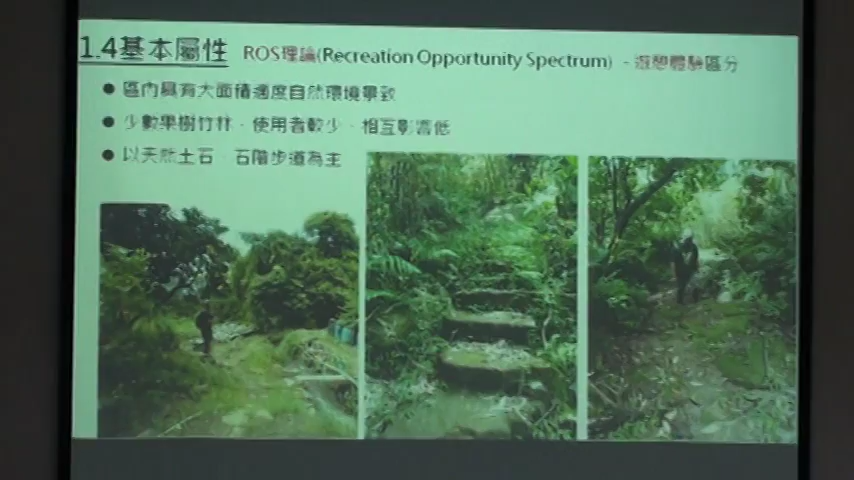 1.4基本屬性 ROS理論(Recreation Opportunity Spectrum) - 遊憩體驗區分
● 區內具有大面積適度自然環境景致
● 少數果樹竹林，使用者較少，相互影響低
● 以天然土石、石階步道為主